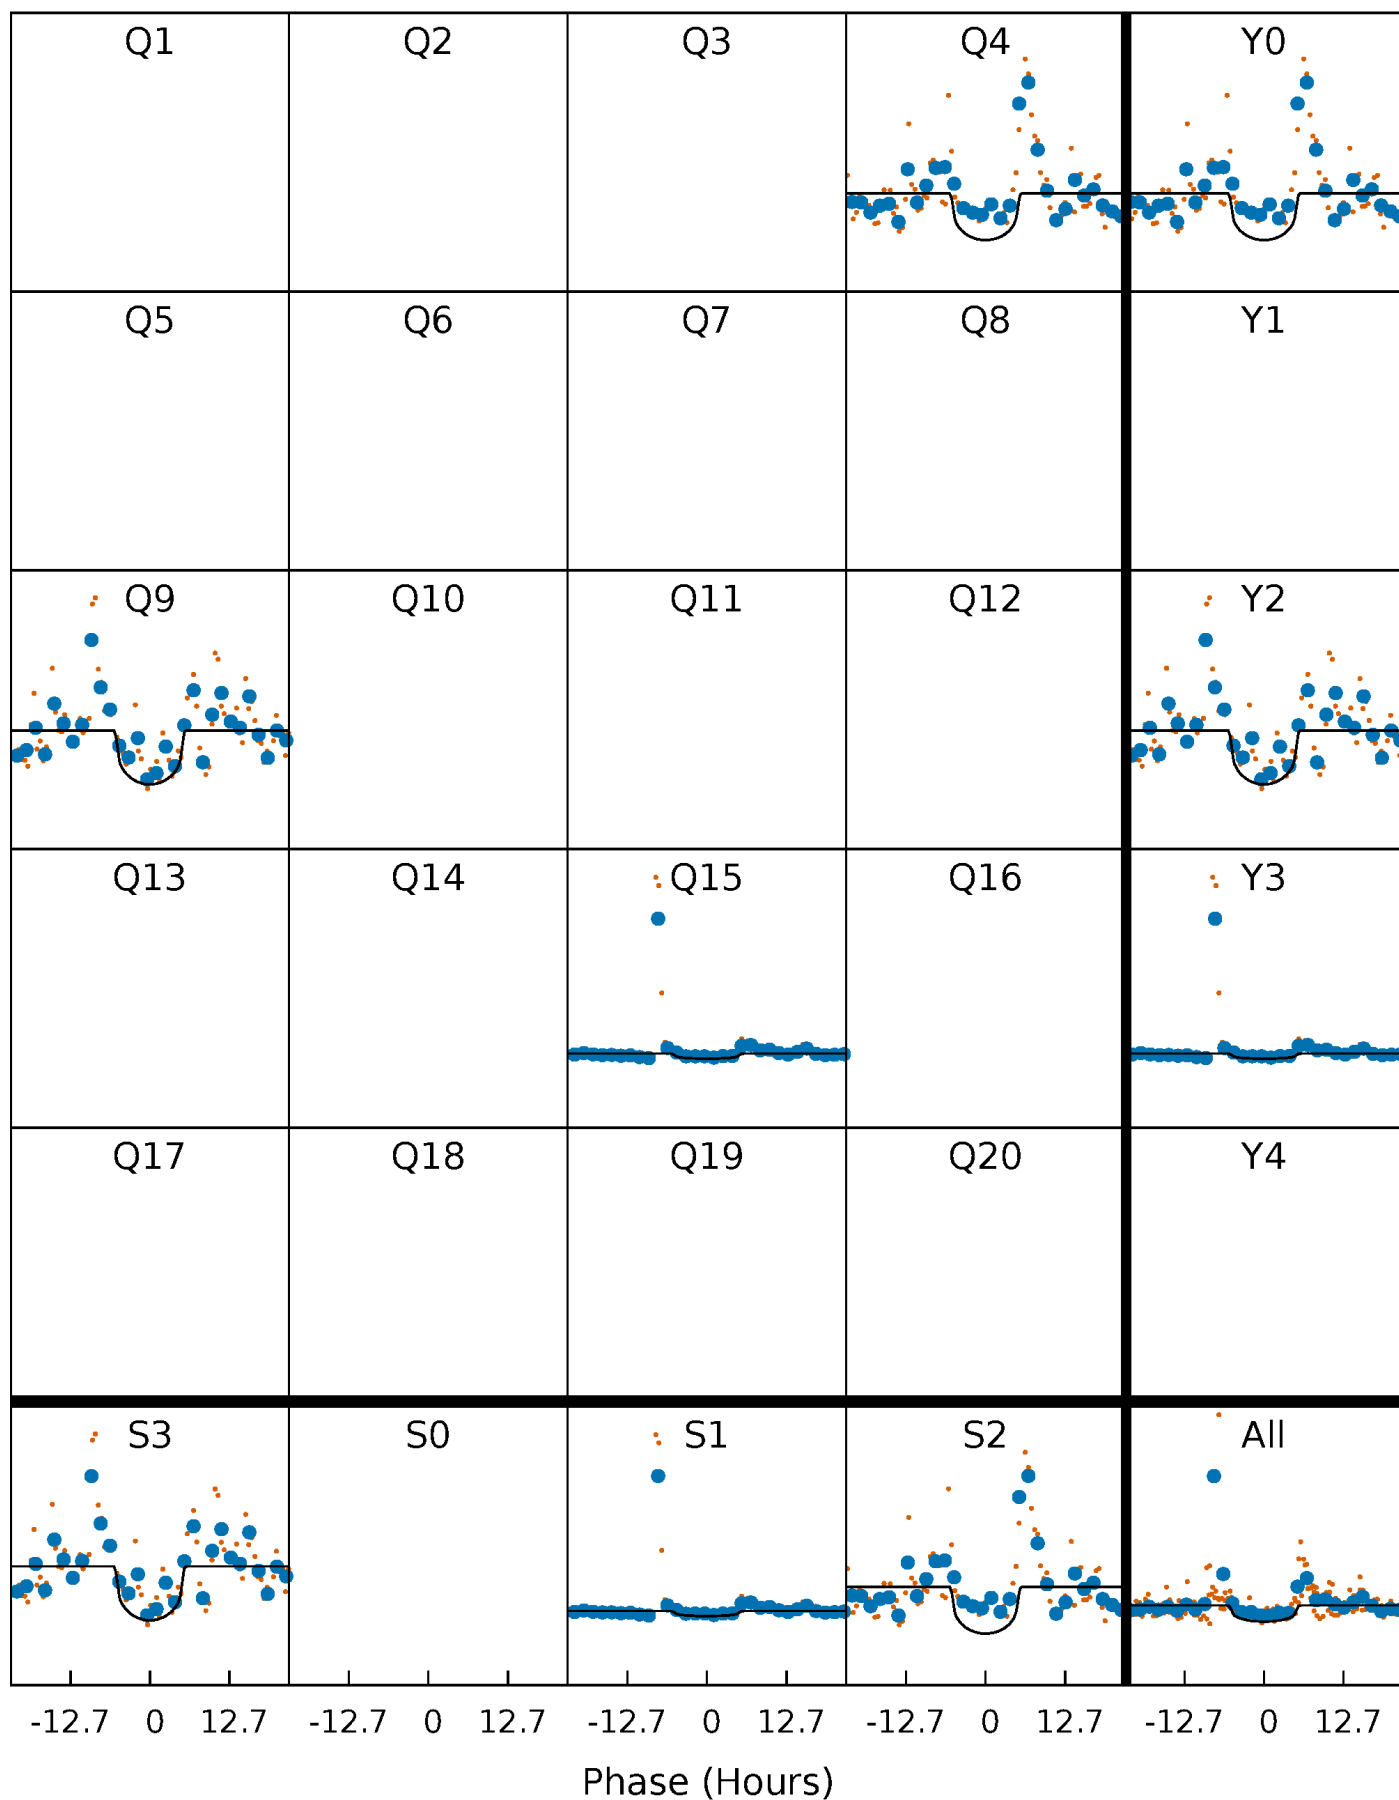 Q1 Q2 Q3 Q4 Y0
Q5 Q6 Q7 Q8 Y1
Q9 Q10 Q11 Q12 Y2
Q13 Q14 Q15 Q16 Y3
Q17 Q18 Q19 Q20 Y4
S3 S0 S1 S2 All
-12.7 0 12.7 -12.7 0 12.7 -12.7 0 12.7 -12.7 0 12.7 -12.7 0 12.7
Phase (Hours)